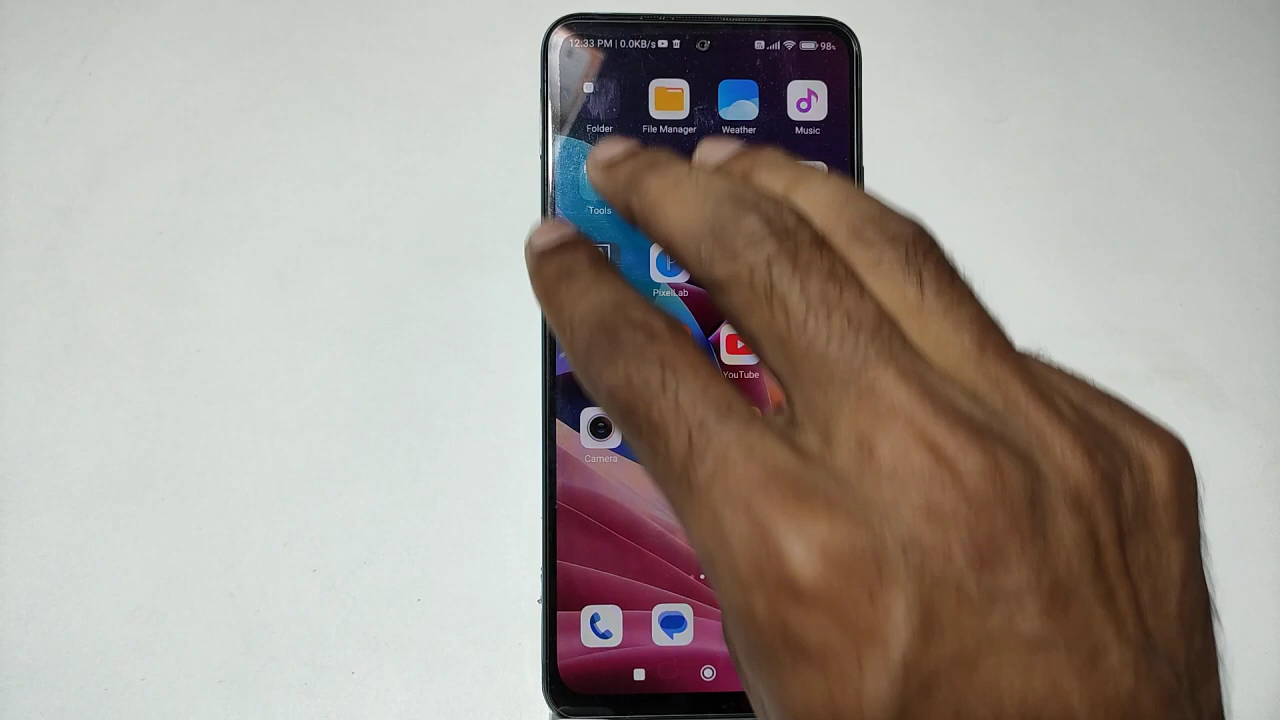 12:33 PM | 0.0KB/s 98%
Folder File Manager Weather Music
Tools
PixelLab
YouTube
Camera